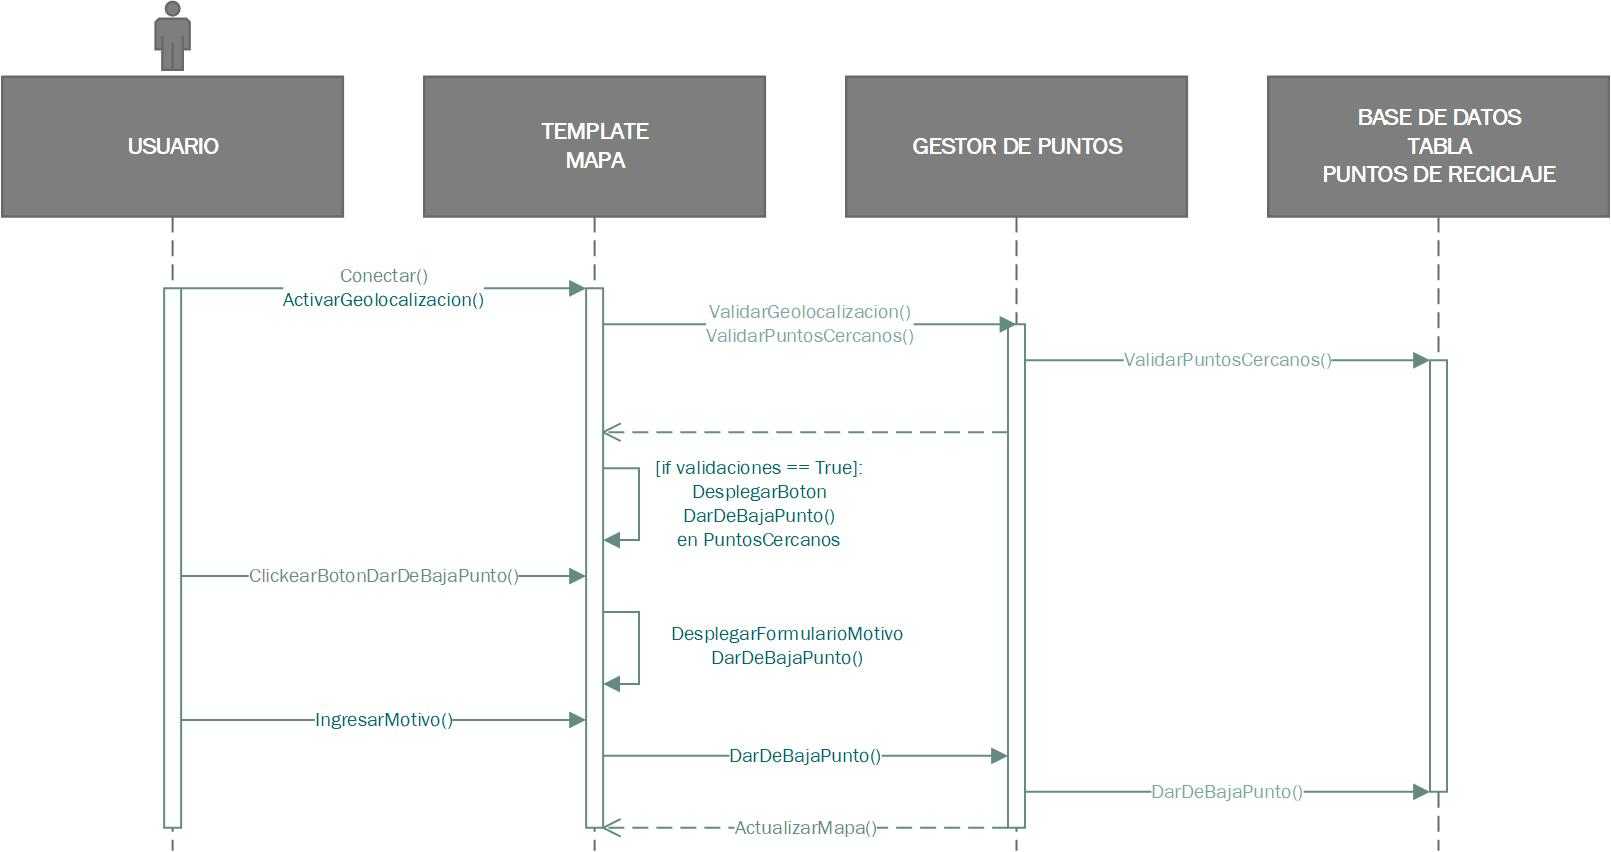 USUARIO
TEMPLATE
MAPA
GESTOR DE PUNTOS
BASE DE DATOS
TABLA
PUNTOS DE RECICLAJE
Conectar()
ActivarGeolocalizacion()
ValidarGeolocalizacion()
ValidarPuntosCercanos()
ValidarPuntosCercanos()
[if validaciones == True]:
DesplegarBoton
DarDeBajaPunto()
en PuntosCercanos
ClickearBotonDarDeBajaPunto()
DesplegarFormularioMotivo
DarDeBajaPunto()
IngresarMotivo()
DarDeBajaPunto()
DarDeBajaPunto()
ActualizarMapa()